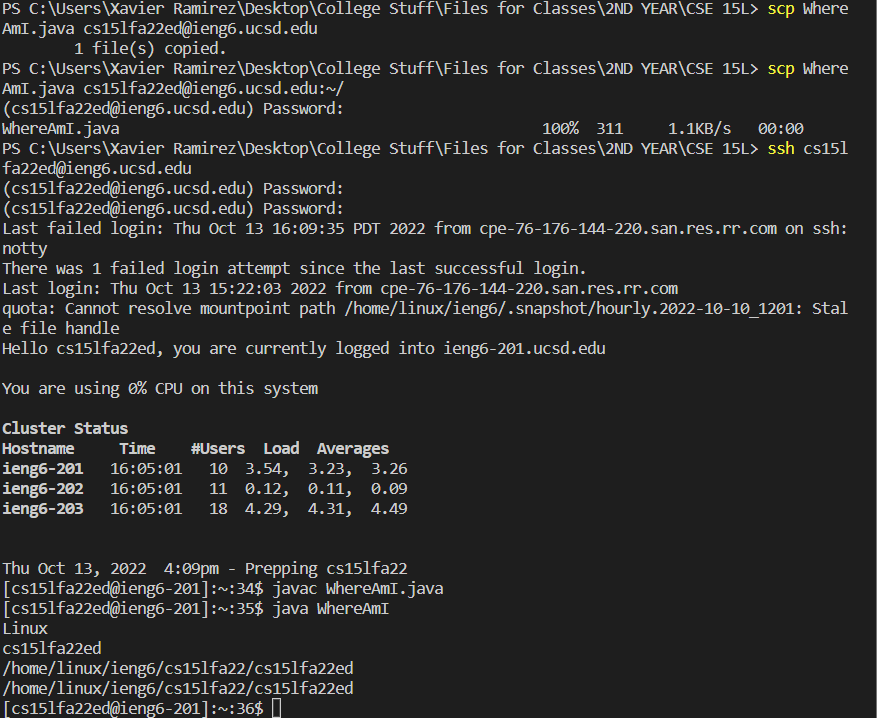 PS C:\Users\Xavier Ramirez\Desktop\College Stuff\Files for Classes\2ND YEAR\CSE 15L> scp Where
AmI.java cs15lfa22ed@ieng6.ucsd.edu
        1 file(s) copied.
PS C:\Users\Xavier Ramirez\Desktop\College Stuff\Files for Classes\2ND YEAR\CSE 15L> scp Where
AmI.java cs15lfa22ed@ieng6.ucsd.edu:~/
(cs15lfa22ed@ieng6.ucsd.edu) Password:
WhereAmI.java                                               100%  311     1.1KB/s   00:00
PS C:\Users\Xavier Ramirez\Desktop\College Stuff\Files for Classes\2ND YEAR\CSE 15L> ssh cs15l
fa22ed@ieng6.ucsd.edu
(cs15lfa22ed@ieng6.ucsd.edu) Password:
(cs15lfa22ed@ieng6.ucsd.edu) Password:
Last failed login: Thu Oct 13 16:09:35 PDT 2022 from cpe-76-176-144-220.san.res.rr.com on ssh:
notty
There was 1 failed login attempt since the last successful login.
Last login: Thu Oct 13 15:22:03 2022 from cpe-76-176-144-220.san.res.rr.com
quota: Cannot resolve mountpoint path /home/linux/ieng6/.snapshot/hourly.2022-10-10_1201: Stal
e file handle
Hello cs15lfa22ed, you are currently logged into ieng6-201.ucsd.edu

You are using 0% CPU on this system

Cluster Status
Hostname     Time    #Users  Load  Averages
ieng6-201   16:05:01   10  3.54,  3.23,  3.26
ieng6-202   16:05:01   11  0.12,  0.11,  0.09
ieng6-203   16:05:01   18  4.29,  4.31,  4.49


Thu Oct 13, 2022  4:09pm - Prepping cs15lfa22
[cs15lfa22ed@ieng6-201]:~:34$ javac WhereAmI.java
[cs15lfa22ed@ieng6-201]:~:35$ java WhereAmI
Linux
cs15lfa22ed
/home/linux/ieng6/cs15lfa22/cs15lfa22ed
/home/linux/ieng6/cs15lfa22/cs15lfa22ed
[cs15lfa22ed@ieng6-201]:~:36$